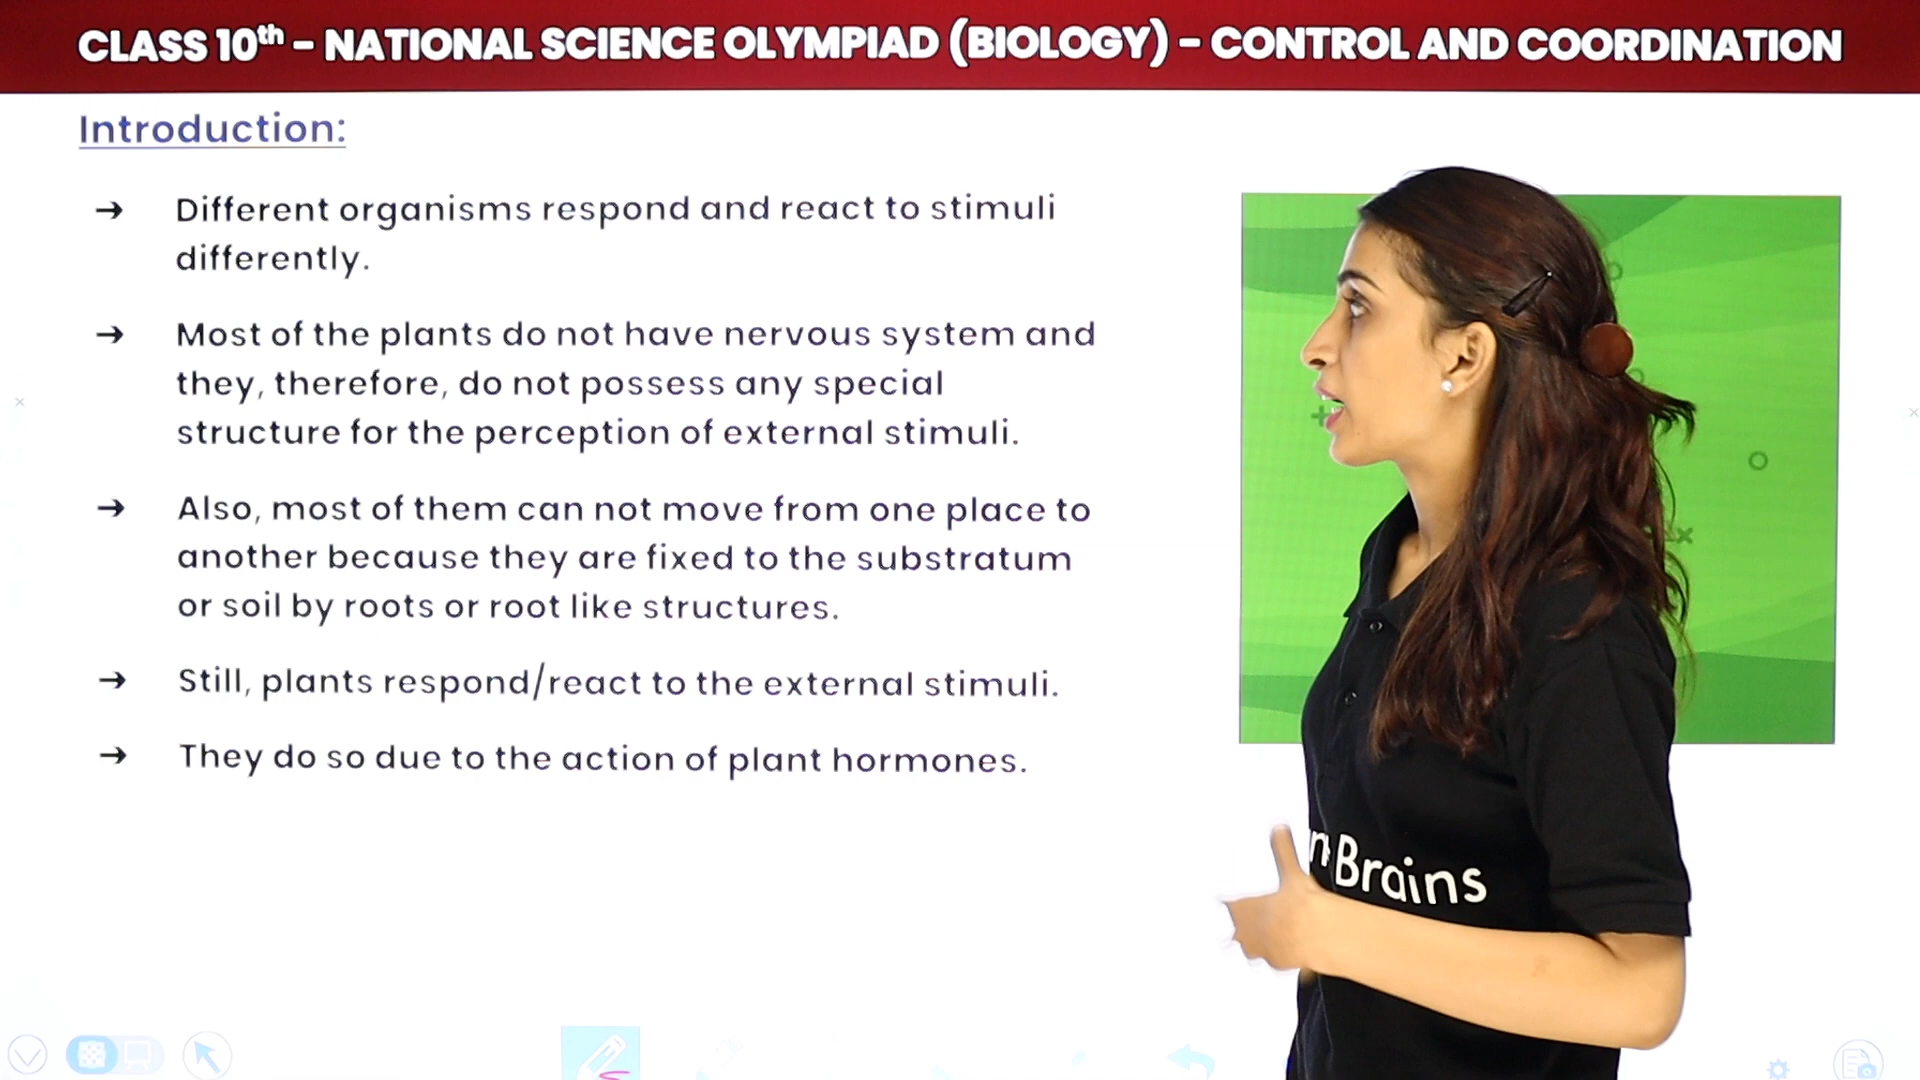 CLASS 10th – NATIONAL SCIENCE OLYMPIAD (BIOLOGY) – CONTROL AND COORDINATION
Introduction:
→ Different organisms respond and react to stimuli
differently.
→ Most of the plants do not have nervous system and
they, therefore, do not possess any special
structure for the perception of external stimuli.
→ Also, most of them can not move from one place to
another because they are fixed to the substratum
or soil by roots or root like structures.
→ Still, plants respond/react to the external stimuli.
→ They do so due to the action of plant hormones.
Brains